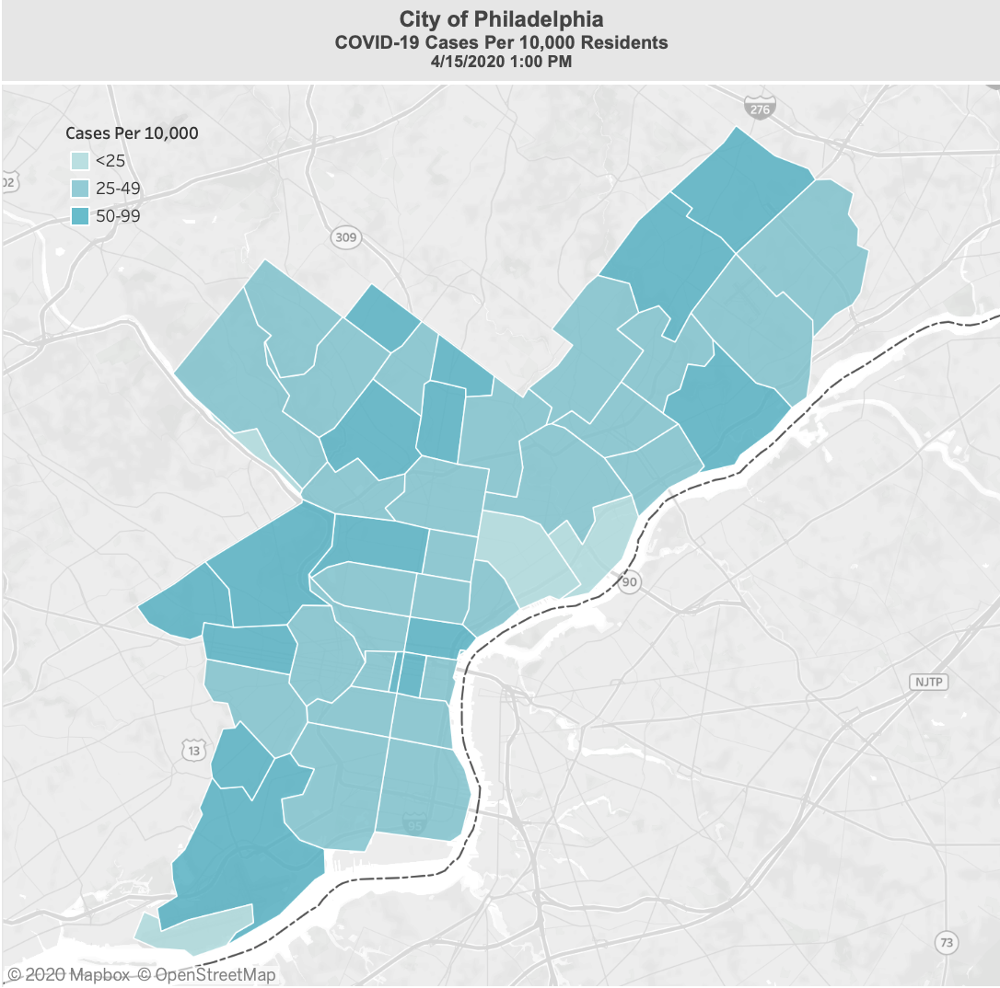 City of Philadelphia
COVID-19 Cases Per 10,000 Residents
4/15/2020 1:00 PM
276
Cases Per 10,000
<25
25-49
50-99
02
309
90
NJTP
13
95
73
© 2020 Mapbox © OpenStreetMap